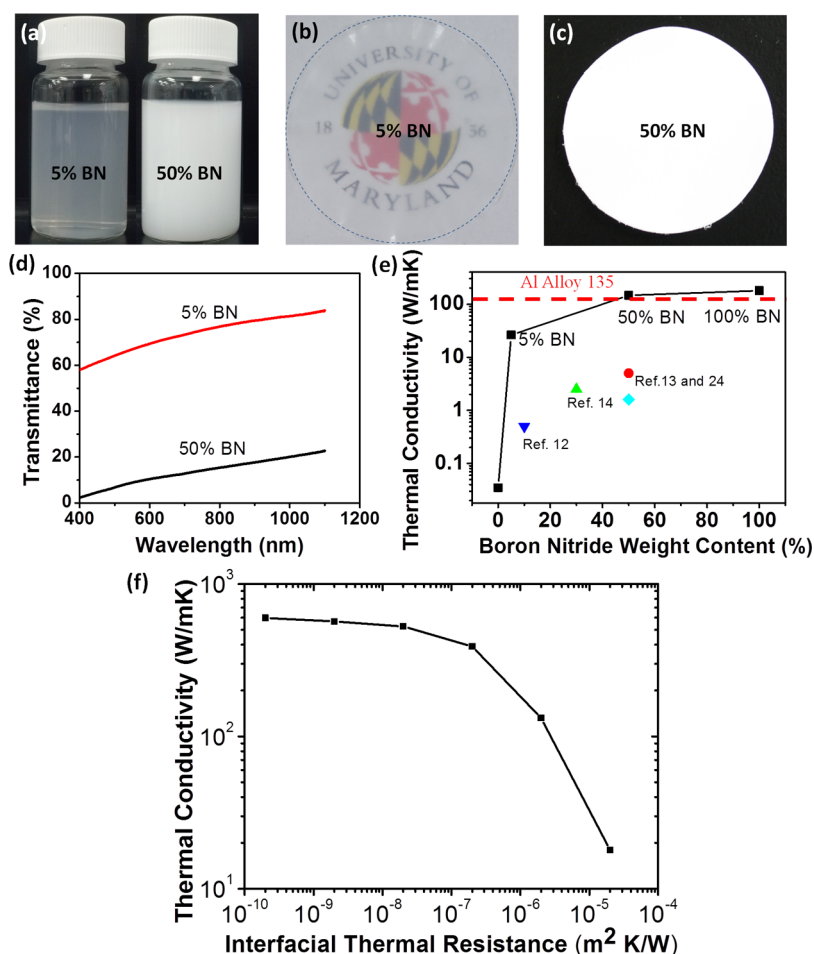 (a)
5% BN
50% BN
(b)
UNIVERSITY OF
18 56
5% BN
MARYLAND
(c)
50% BN
(d)
Transmittance (%)
100
80
60
40
20
0
5% BN
50% BN
400 600 800 1000 1200
Wavelength (nm)
(e)
Thermal Conductivity (W/mK)
Al Alloy 135
100
10
1
0.1
5% BN
50% BN
100% BN
Ref.13 and 24
Ref. 14
Ref. 12
0 20 40 60 80 100
Boron Nitride Weight Content (%)
(f)
Thermal Conductivity (W/mK)
10³
10²
10¹
10⁻¹⁰ 10⁻⁹ 10⁻⁸ 10⁻⁷ 10⁻⁶ 10⁻⁵ 10⁻⁴
Interfacial Thermal Resistance (m² K/W)